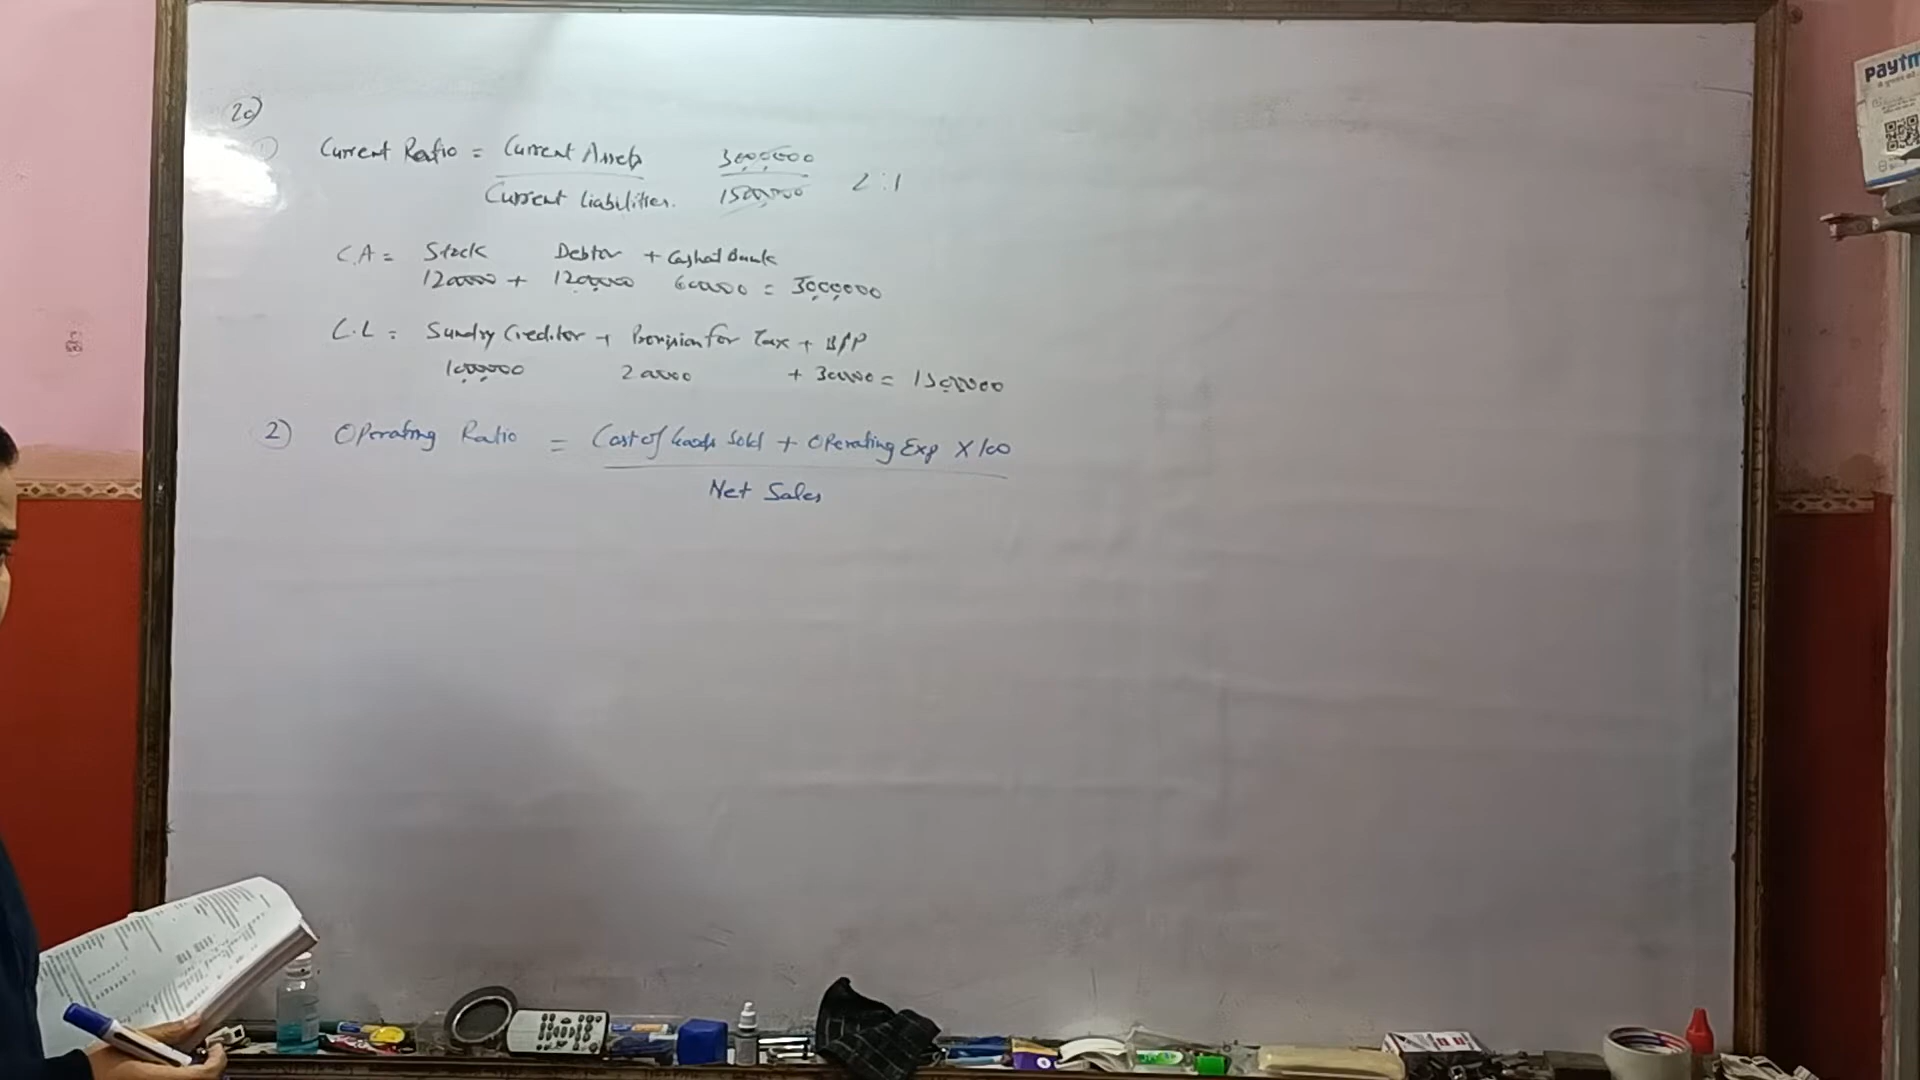 20)
1) Current Ratio = Current Assets 3000000
Current Liabilities. 1500000 2:1
C.A = Stock Debtor + Cash at Bank
1200000 + 1200000 600000 = 3000000
C.L = Sundry Creditor + Provision for Tax + B/P
1000000 200000 + 300000 = 1500000
2) Operating Ratio = Cost of Goods Sold + Operating Exp X 100
Net Sales
Paytm